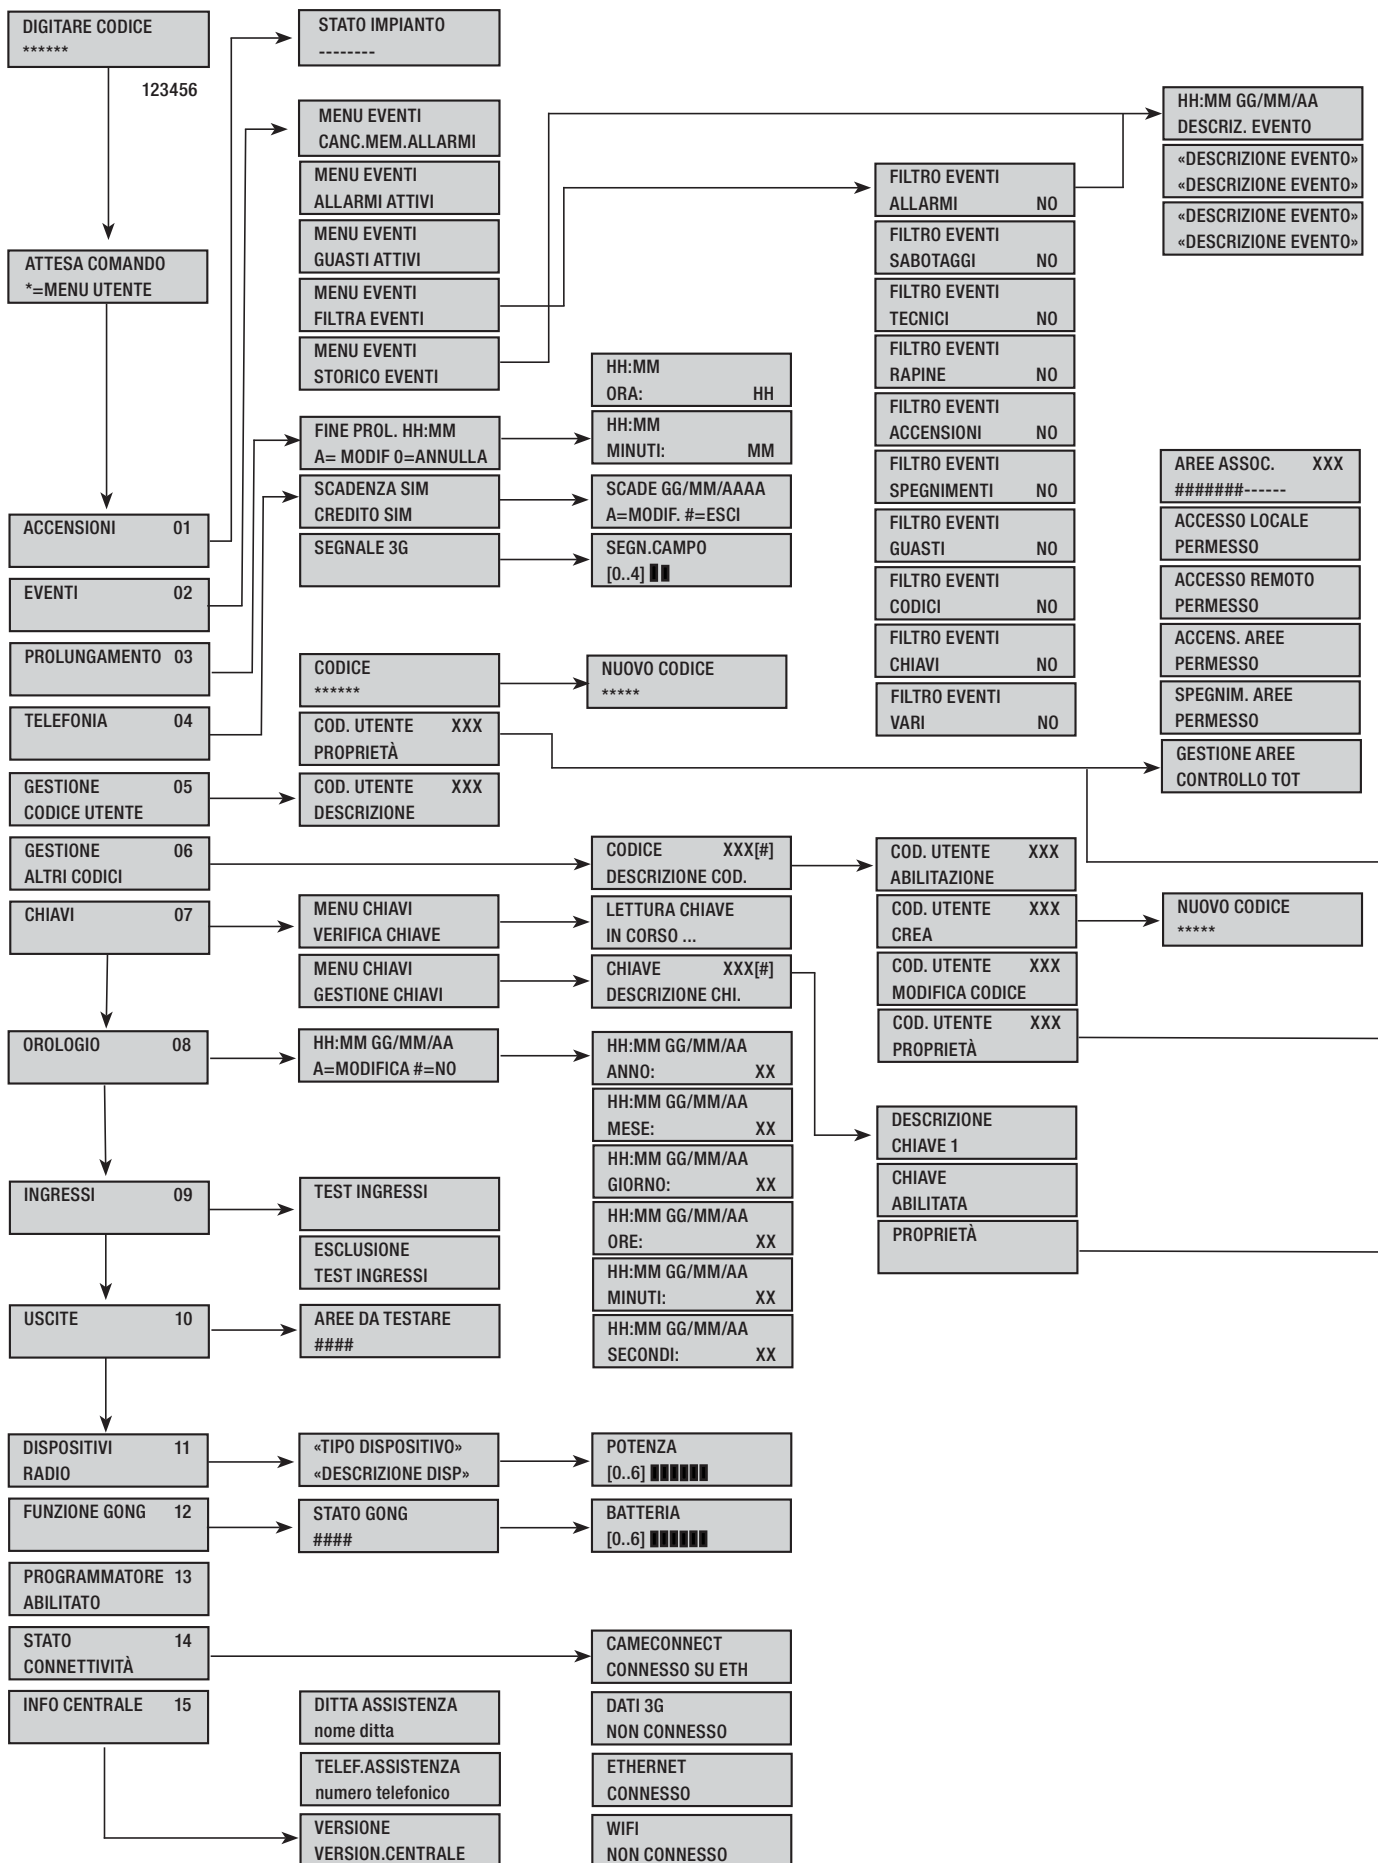 DIGITARE CODICE
******
123456
ATTESA COMANDO
*=MENU UTENTE
ACCENSIONI 01
EVENTI 02
PROLUNGAMENTO 03
TELEFONIA 04
GESTIONE 05
CODICE UTENTE
GESTIONE 06
ALTRI CODICI
CHIAVI 07
OROLOGIO 08
INGRESSI 09
USCITE 10
DISPOSITIVI 11
RADIO
FUNZIONE GONG 12
PROGRAMMATORE 13
ABILITATO
STATO 14
CONNETTIVITÀ
INFO CENTRALE 15
STATO IMPIANTO
--------
MENU EVENTI
CANC.MEM.ALLARMI
MENU EVENTI
ALLARMI ATTIVI
MENU EVENTI
GUASTI ATTIVI
MENU EVENTI
FILTRA EVENTI
MENU EVENTI
STORICO EVENTI
FINE PROL. HH:MM
A= MODIF 0=ANNULLA
SCADENZA SIM
CREDITO SIM
SEGNALE 3G
CODICE
******
COD. UTENTE XXX
PROPRIETÀ
COD. UTENTE XXX
DESCRIZIONE
MENU CHIAVI
VERIFICA CHIAVE
MENU CHIAVI
GESTIONE CHIAVI
HH:MM GG/MM/AA
A=MODIFICA #=NO
TEST INGRESSI
ESCLUSIONE
TEST INGRESSI
AREE DA TESTARE
####
«TIPO DISPOSITIVO»
«DESCRIZIONE DISP»
STATO GONG
####
DITTA ASSISTENZA
nome ditta
TELEF.ASSISTENZA
numero telefonico
VERSIONE
VERSION.CENTRALE
HH:MM
ORA: HH
HH:MM
MINUTI: MM
SCADE GG/MM/AAAA
A=MODIF. #=ESCI
SEGN.CAMPO
[0..4]
NUOVO CODICE
*****
CODICE XXX[#]
DESCRIZIONE COD.
LETTURA CHIAVE
IN CORSO ...
CHIAVE XXX[#]
DESCRIZIONE CHI.
HH:MM GG/MM/AA
ANNO: XX
HH:MM GG/MM/AA
MESE: XX
HH:MM GG/MM/AA
GIORNO: XX
HH:MM GG/MM/AA
ORE: XX
HH:MM GG/MM/AA
MINUTI: XX
HH:MM GG/MM/AA
SECONDI: XX
POTENZA
[0..6]
BATTERIA
[0..6]
CAMECONNECT
CONNESSO SU ETH
DATI 3G
NON CONNESSO
ETHERNET
CONNESSO
WIFI
NON CONNESSO
FILTRO EVENTI
ALLARMI NO
FILTRO EVENTI
SABOTAGGI NO
FILTRO EVENTI
TECNICI NO
FILTRO EVENTI
RAPINE NO
FILTRO EVENTI
ACCENSIONI NO
FILTRO EVENTI
SPEGNIMENTI NO
FILTRO EVENTI
GUASTI NO
FILTRO EVENTI
CODICI NO
FILTRO EVENTI
CHIAVI NO
FILTRO EVENTI
VARI NO
COD. UTENTE XXX
ABILITAZIONE
COD. UTENTE XXX
CREA
COD. UTENTE XXX
MODIFICA CODICE
COD. UTENTE XXX
PROPRIETÀ
DESCRIZIONE
CHIAVE 1
CHIAVE
ABILITATA
PROPRIETÀ
HH:MM GG/MM/AA
DESCRIZ. EVENTO
«DESCRIZIONE EVENTO»
«DESCRIZIONE EVENTO»
«DESCRIZIONE EVENTO»
«DESCRIZIONE EVENTO»
AREE ASSOC. XXX
#######------
ACCESSO LOCALE
PERMESSO
ACCESSO REMOTO
PERMESSO
ACCENS. AREE
PERMESSO
SPEGNIM. AREE
PERMESSO
GESTIONE AREE
CONTROLLO TOT
NUOVO CODICE
*****